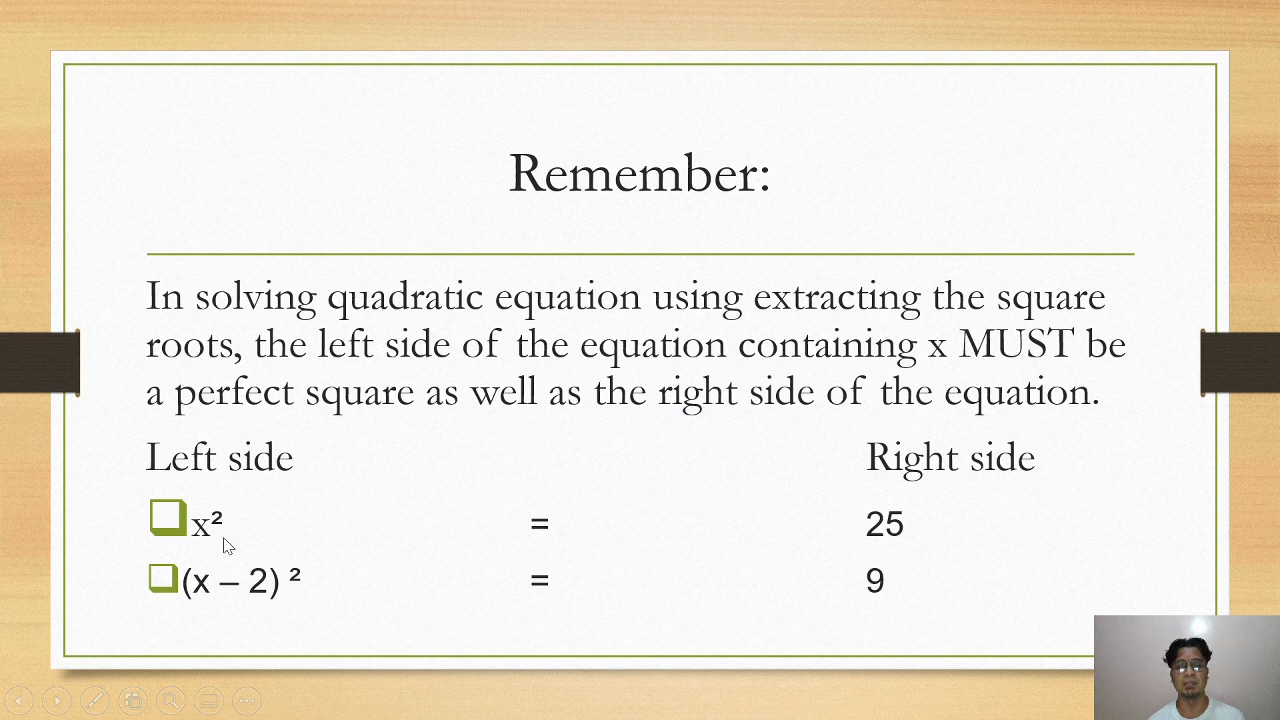 Remember:
In solving quadratic equation using extracting the square
roots, the left side of the equation containing x MUST be
a perfect square as well as the right side of the equation.
Left side Right side
x² = 25
(x – 2) ² = 9